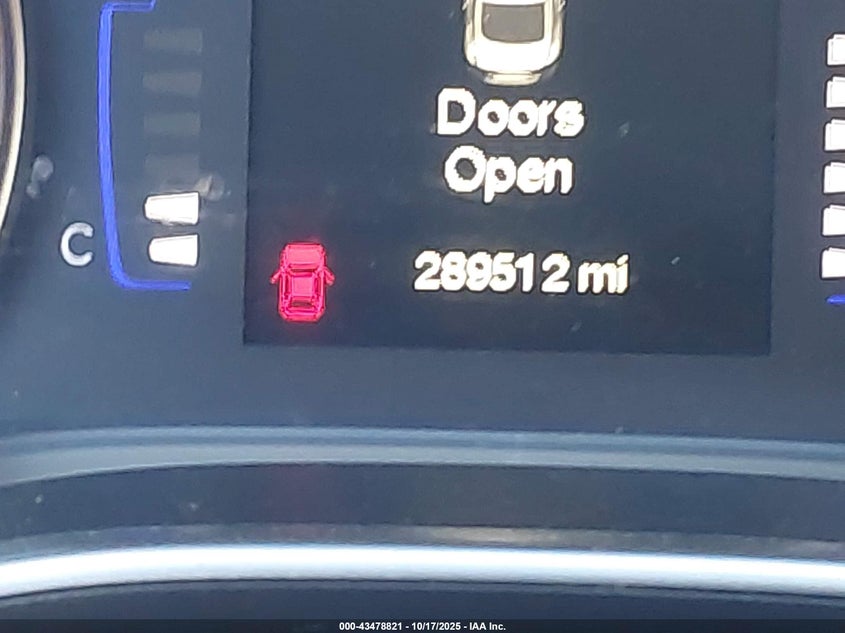 Doors
Open
C
289512 mi
000-43478821 - 10/17/2025 - IAA Inc.